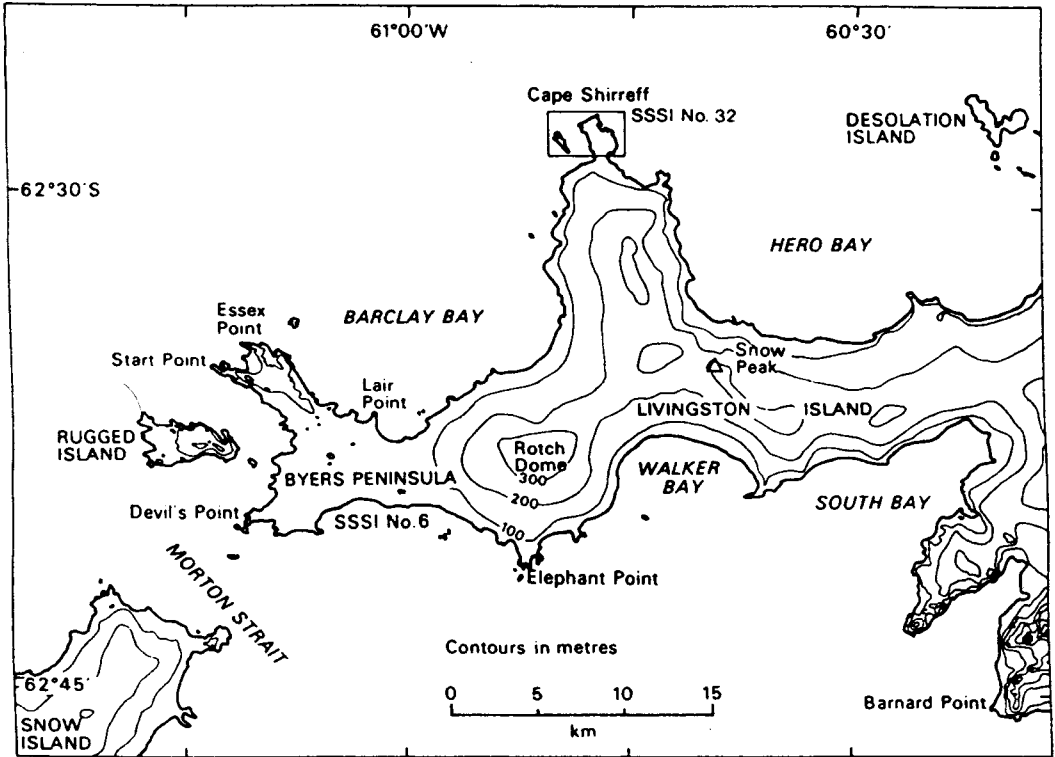 61°00'W
60°30'
Cape Shirreff
SSSI No. 32
DESOLATION
ISLAND
62°30'S
HERO BAY
Essex
Point
BARCLAY BAY
Start Point
Snow
Peak
Lair
Point
LIVINGSTON ISLAND
RUGGED
ISLAND
Rotch
Dome
300
WALKER
BAY
BYERS PENINSULA
200
SOUTH BAY
Devil's Point
SSSI No. 6
100
MORTON STRAIT
Elephant Point
Contours in metres
62°45'
0 5 10 15
km
Barnard Point
SNOW
ISLAND